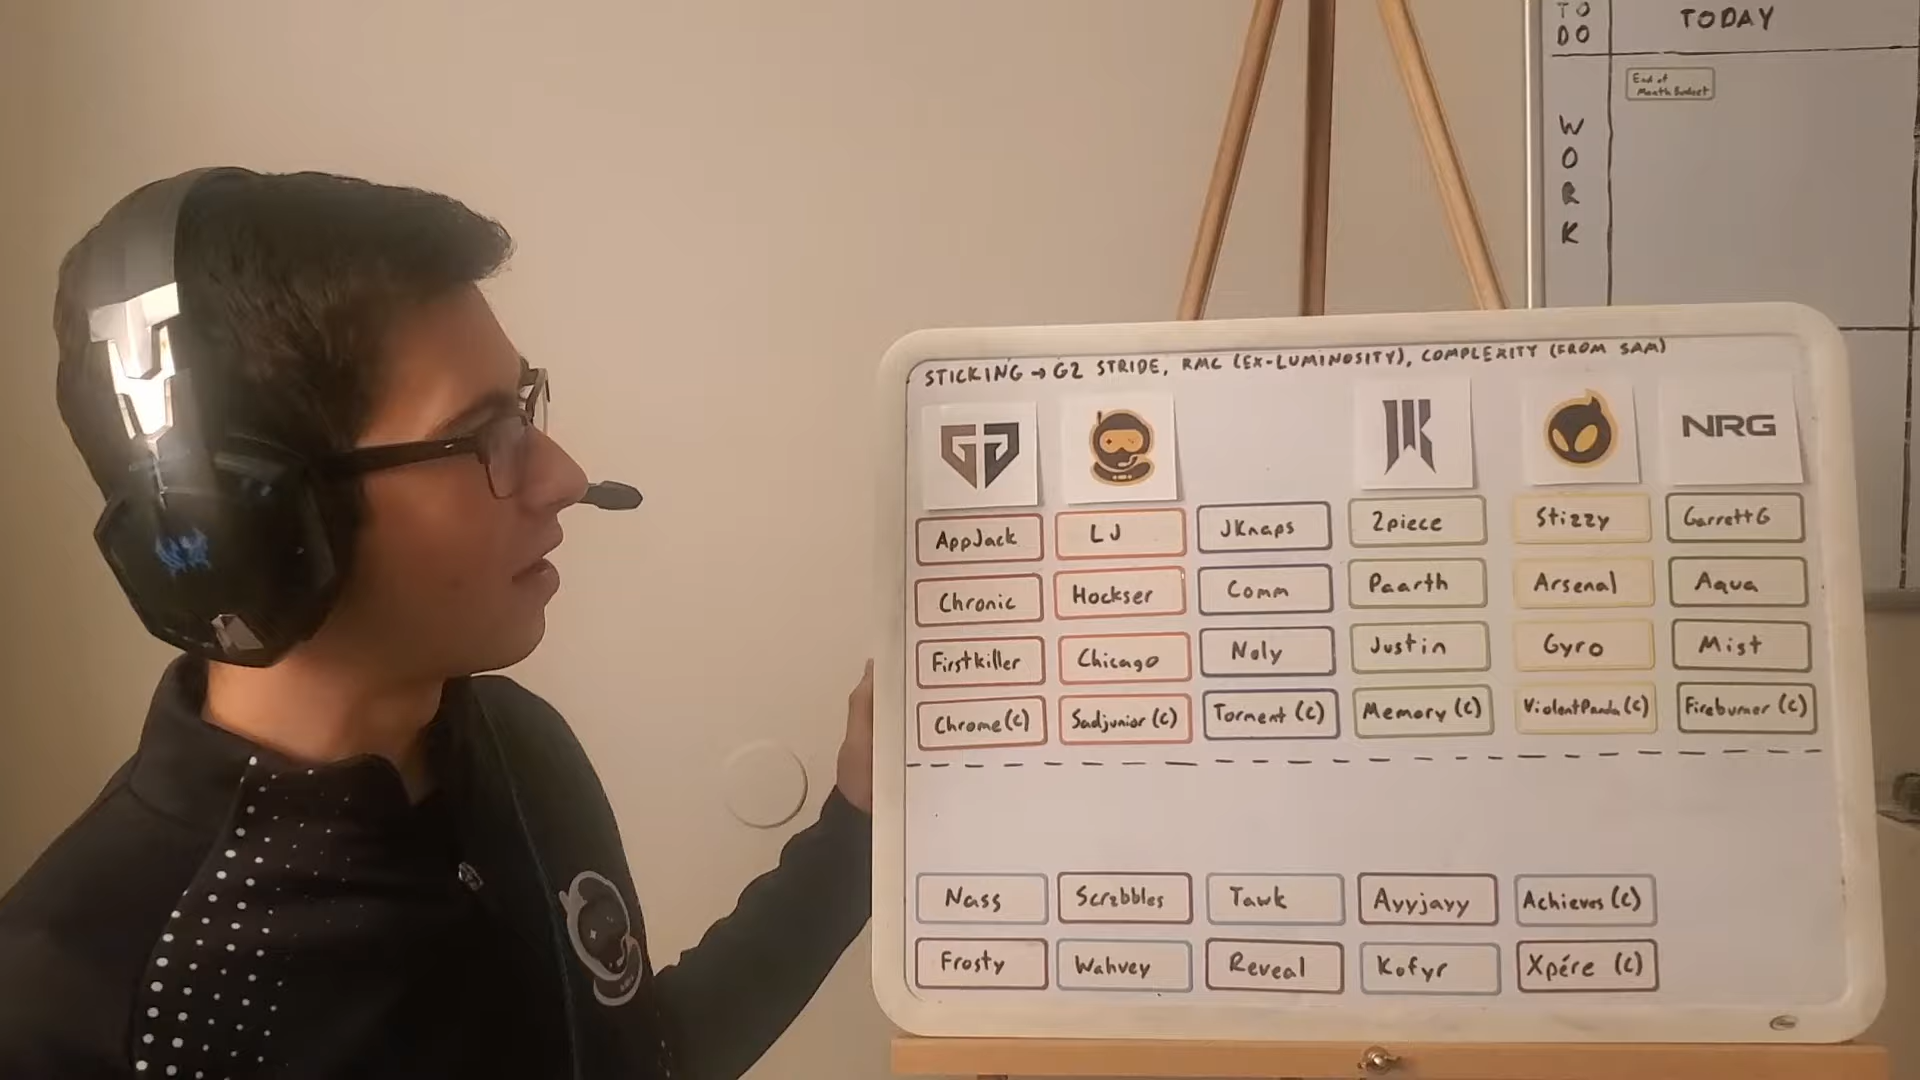 TO
DO
TODAY
End of
Month Budget
W
O
R
K
STICKING → G2 STRIDE, RMC (EX-LUMINOSITY), COMPLEXITY (FROM SAM)
NRG
AppJack
LJ
JKnaps
2piece
Stizzy
GarrettG
Chronic
Hockser
Comm
Paarth
Arsenal
Aqua
Firstkiller
Chicago
Noly
Justin
Gyro
Mist
Chrome (C)
Sadjunior (C)
Torment (C)
Memory (C)
ViolentPanda (C)
Fireburner (C)
Nass
Scrzbbles
Tawk
Ayyjayy
Achieves (C)
Frosty
Wahvey
Reveal
Kofyr
Xpére (C)